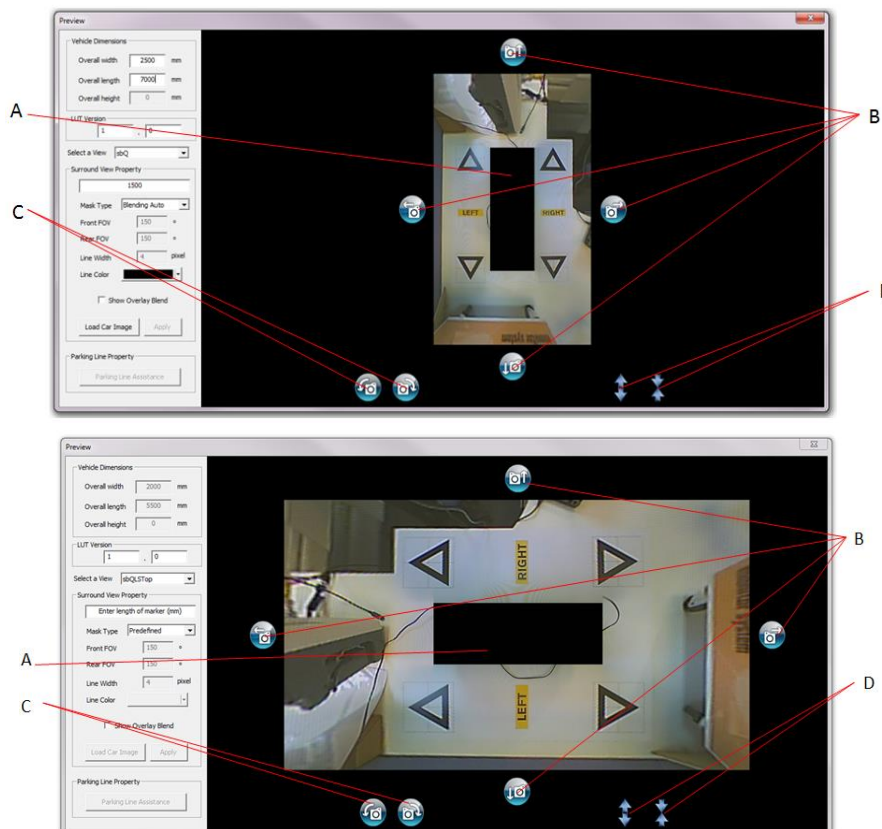 Preview
Vehicle Dimensions
Overall width 2500 mm
Overall length 7000 mm
Overall height 0 mm
LUT Version
1 . 0
Select a View sbQ
Surround View Property
1500
Mask Type Blending Auto
Front FOV 150 °
Rear FOV 150 °
Line Width 4 pixel
Line Color
Show Overlay Blend
Load Car Image Apply
Parking Line Property
Parking Line Assistance
LEFT RIGHT
A
B
C
Preview
Vehicle Dimensions
Overall width 2000 mm
Overall length 5500 mm
Overall height 0 mm
LUT Version
1 . 0
Select a View sbQLSTop
Surround View Property
Enter length of marker (mm)
Mask Type Predefined
Front FOV 150 °
Rear FOV 150 °
Line Width 4 pixel
Line Color
Show Overlay Blend
Load Car Image Apply
Parking Line Property
Parking Line Assistance
RIGHT
LEFT
A
B
C
D